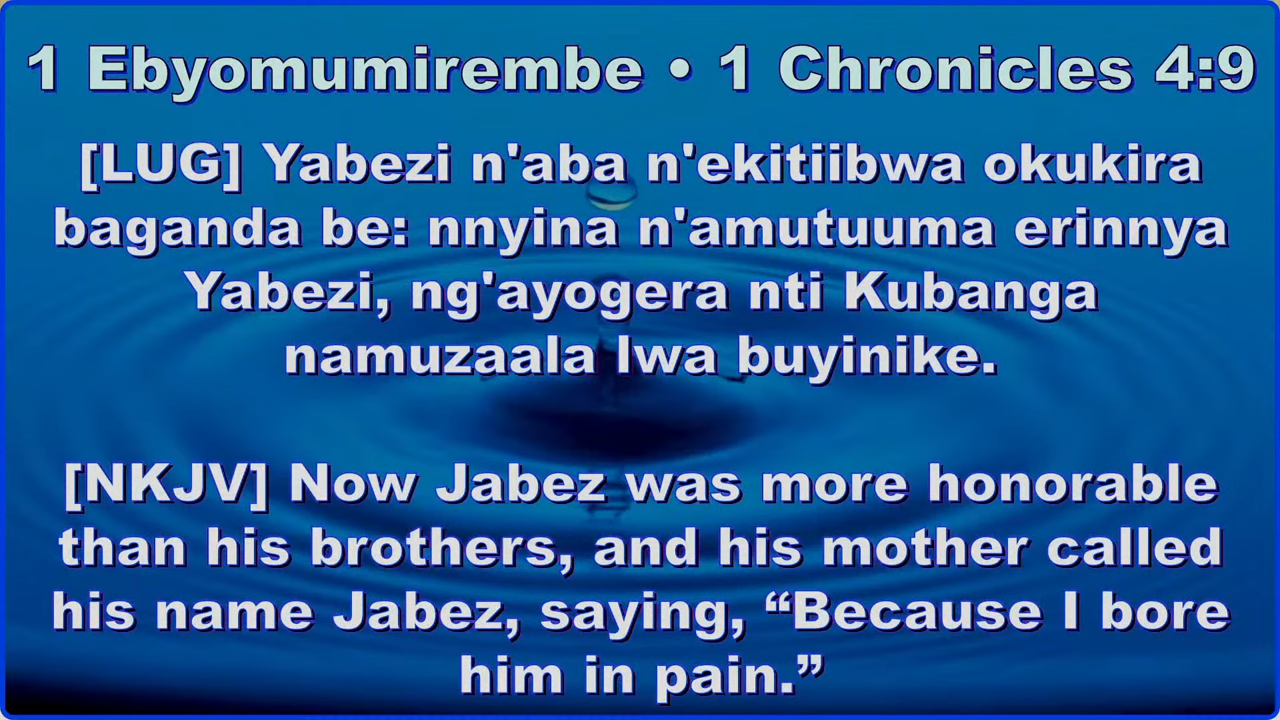 1 Ebyomumirembe • 1 Chronicles 4:9
[LUG] Yabezi n'aba n'ekitiibwa okukira
baganda be: nnyina n'amutuuma erinnya
Yabezi, ng'ayogera nti Kubanga
namuzaala lwa buyinike.
[NKJV] Now Jabez was more honorable
than his brothers, and his mother called
his name Jabez, saying, “Because I bore
him in pain.”